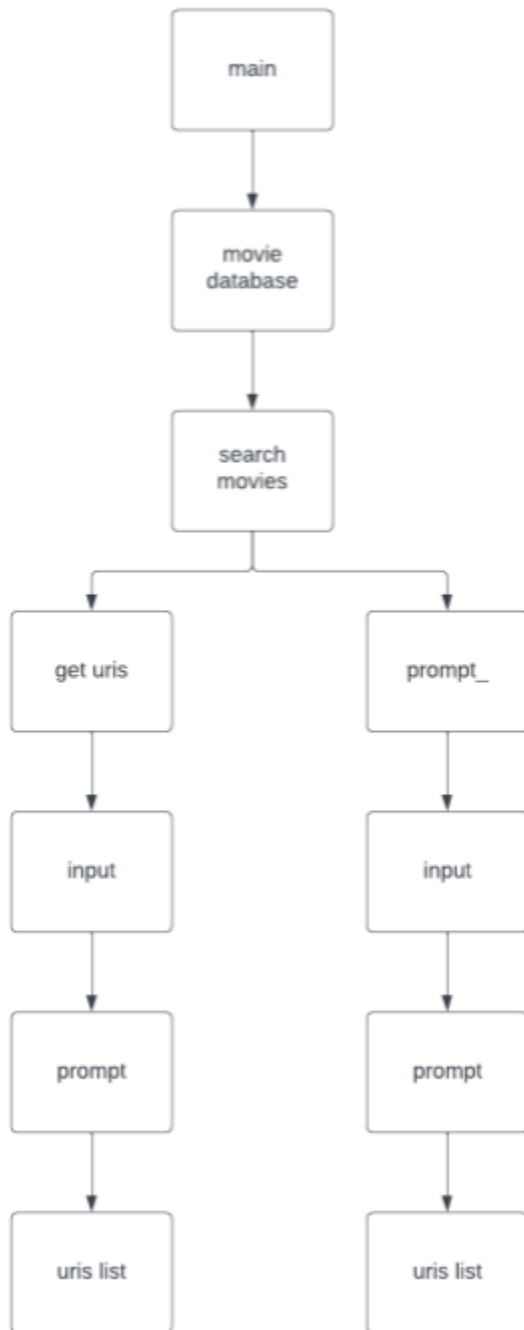 main
movie
database
search
movies
get uris
prompt_
input
input
prompt
prompt
uris list
uris list